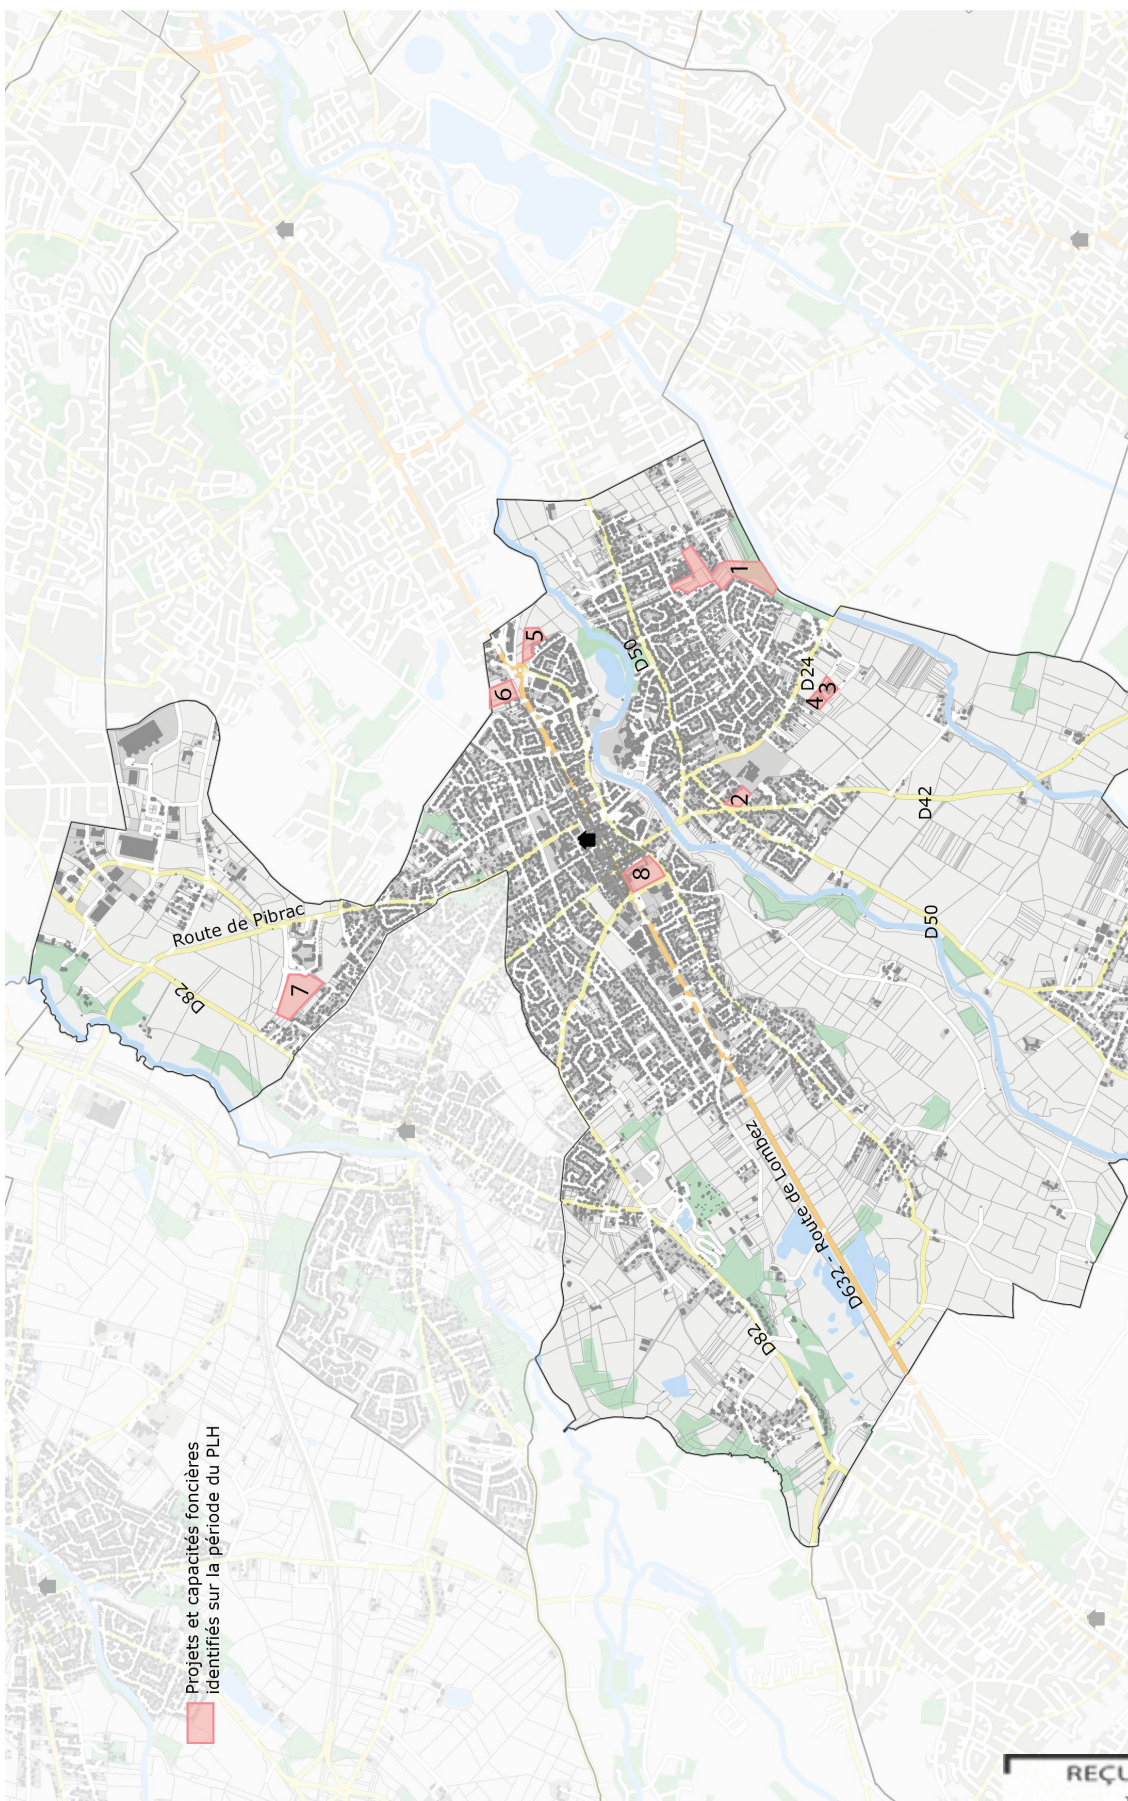 Projets et capacités foncières
identifiés sur la période du PLH
D82
Route de Pibrac
7
6
5
D50
1
8
2
D24
4
3
D42
D50
D632 - Route de Lombez
D82
REÇU